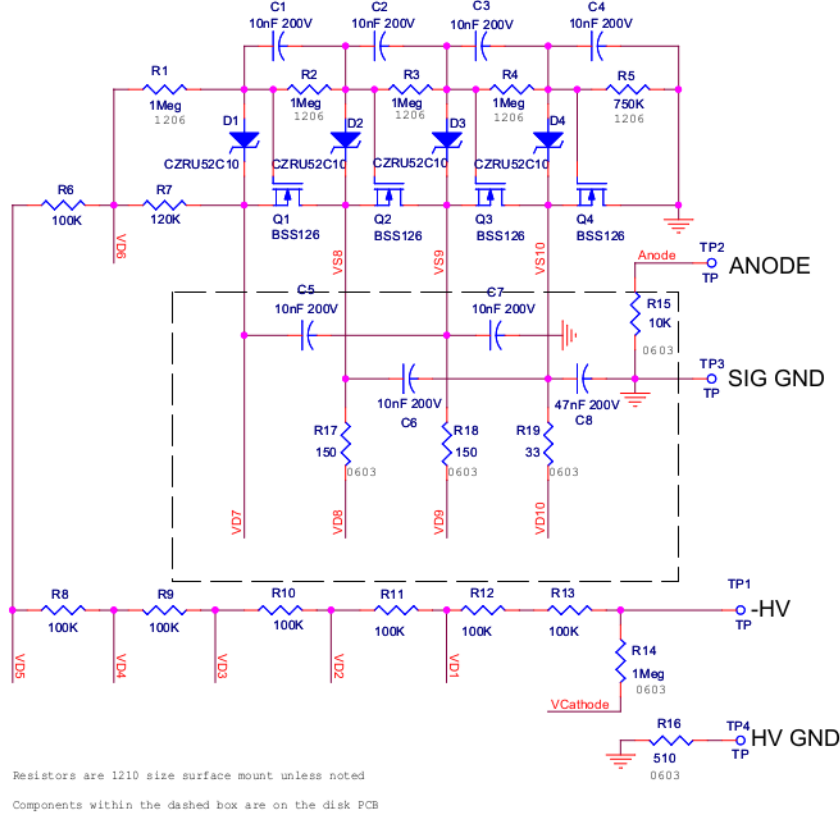 C1
10nF 200V
C2
10nF 200V
C3
10nF 200V
C4
10nF 200V
R1
1Meg
1206
R2
1Meg
1206
R3
1Meg
1206
R4
1Meg
1206
R5
750K
1206
D1
CZRU52C10
D2
CZRU52C10
D3
CZRU52C10
D4
CZRU52C10
R6
100K
R7
120K
Q1
BSS126
Q2
BSS126
Q3
BSS126
Q4
BSS126
VD6
VS8
VS9
VS10
Anode
TP2
TP
ANODE
C5
10nF 200V
C7
10nF 200V
R15
10K
0603
TP3
TP
SIG GND
10nF 200V
C6
47nF 200V
C8
R17
150
0603
R18
150
0603
R19
33
0603
VD7
VD8
VD9
VD10
R8
100K
R9
100K
R10
100K
R11
100K
R12
100K
R13
100K
TP1
TP
-HV
VD5
VD4
VD3
VD2
VD1
R14
1Meg
0603
VCathode
R16
510
0603
TP4
TP
HV GND
Resistors are 1210 size surface mount unless noted
Components within the dashed box are on the disk PCB